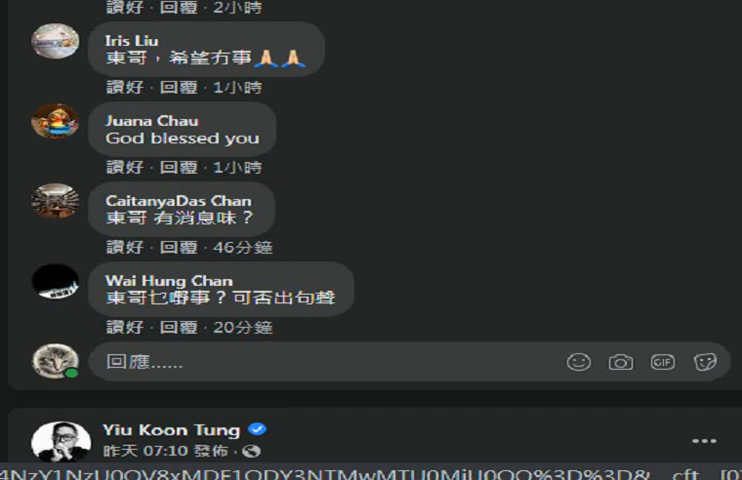 讚好 · 回覆 · 2小時
Iris Liu
東哥，希望冇事🙏🙏
讚好 · 回覆 · 1小時
Juana Chau
God blessed you
讚好 · 回覆 · 1小時
CaitanyaDas Chan
東哥 有消息味？
讚好 · 回覆 · 46分鐘
Wai Hung Chan
東哥乜嘢事？可否出句聲
讚好 · 回覆 · 20分鐘
回應......
GIF
Yiu Koon Tung
昨天 07:10 發佈 ·